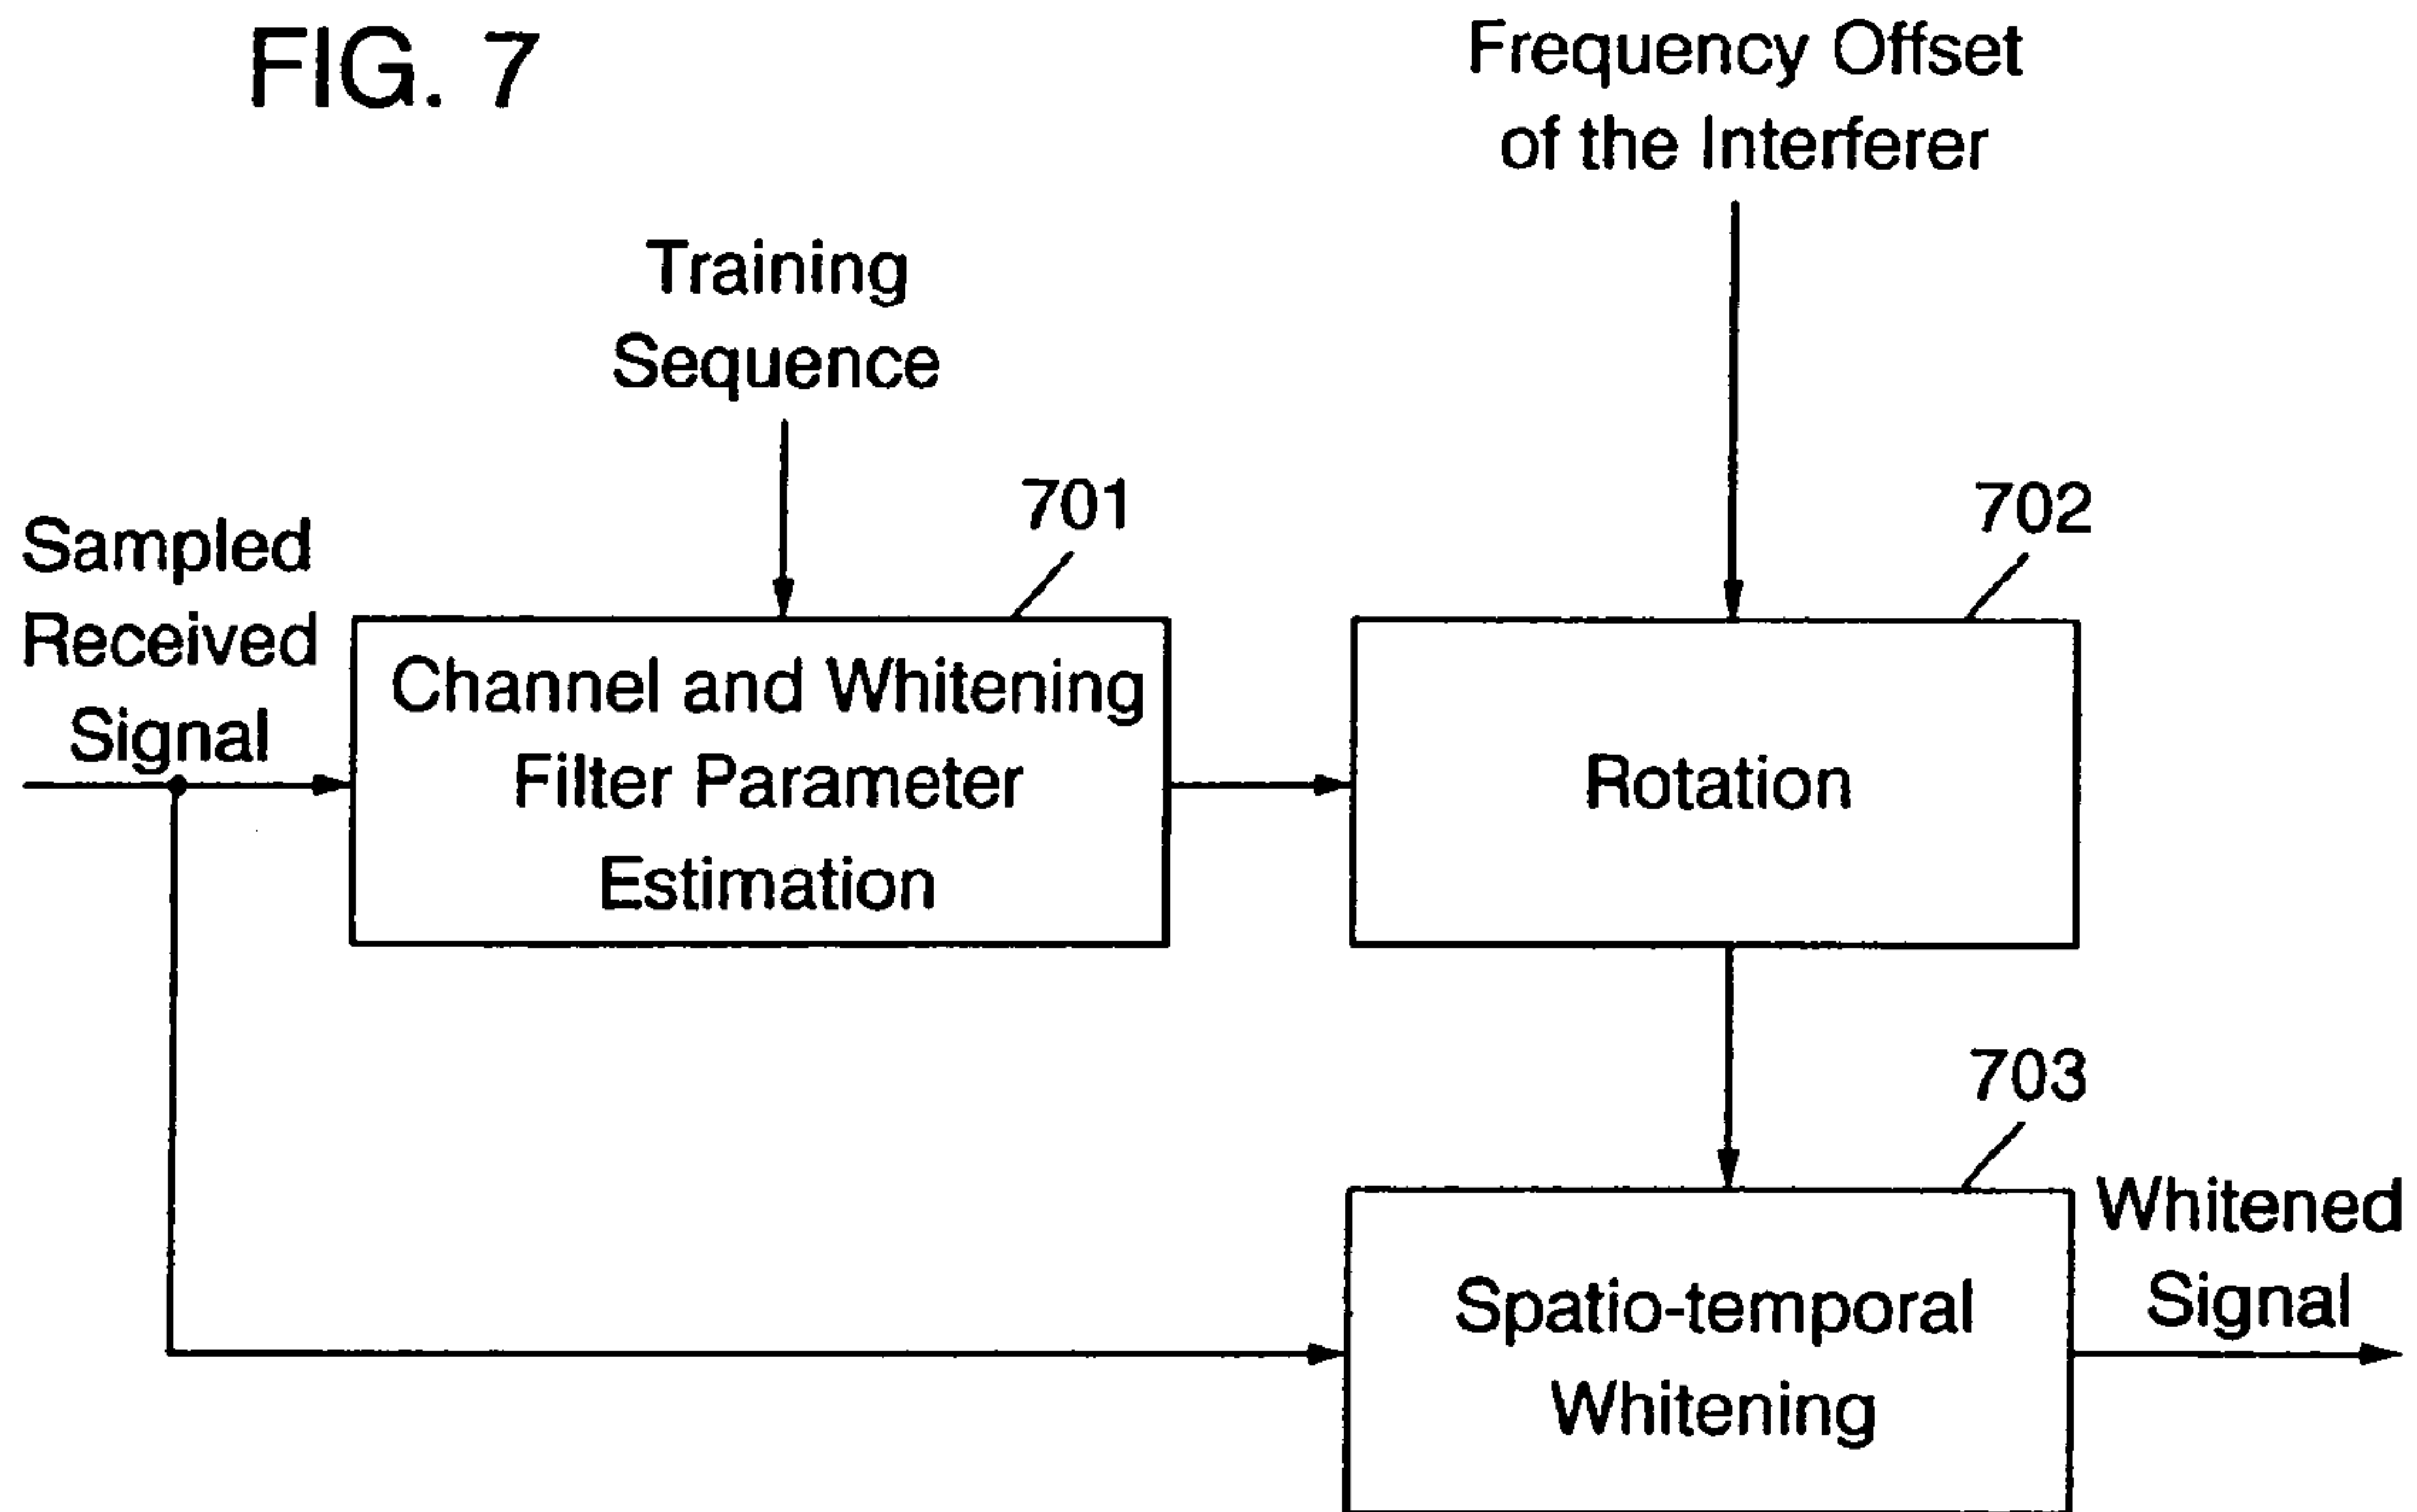 FIG. 7
Frequency Offset
of the Interferer
Training
Sequence
701
702
Sampled
Received
Signal
Channel and Whitening
Filter Parameter
Estimation
Rotation
703
Spatio-temporal
Whitening
Whitened
Signal